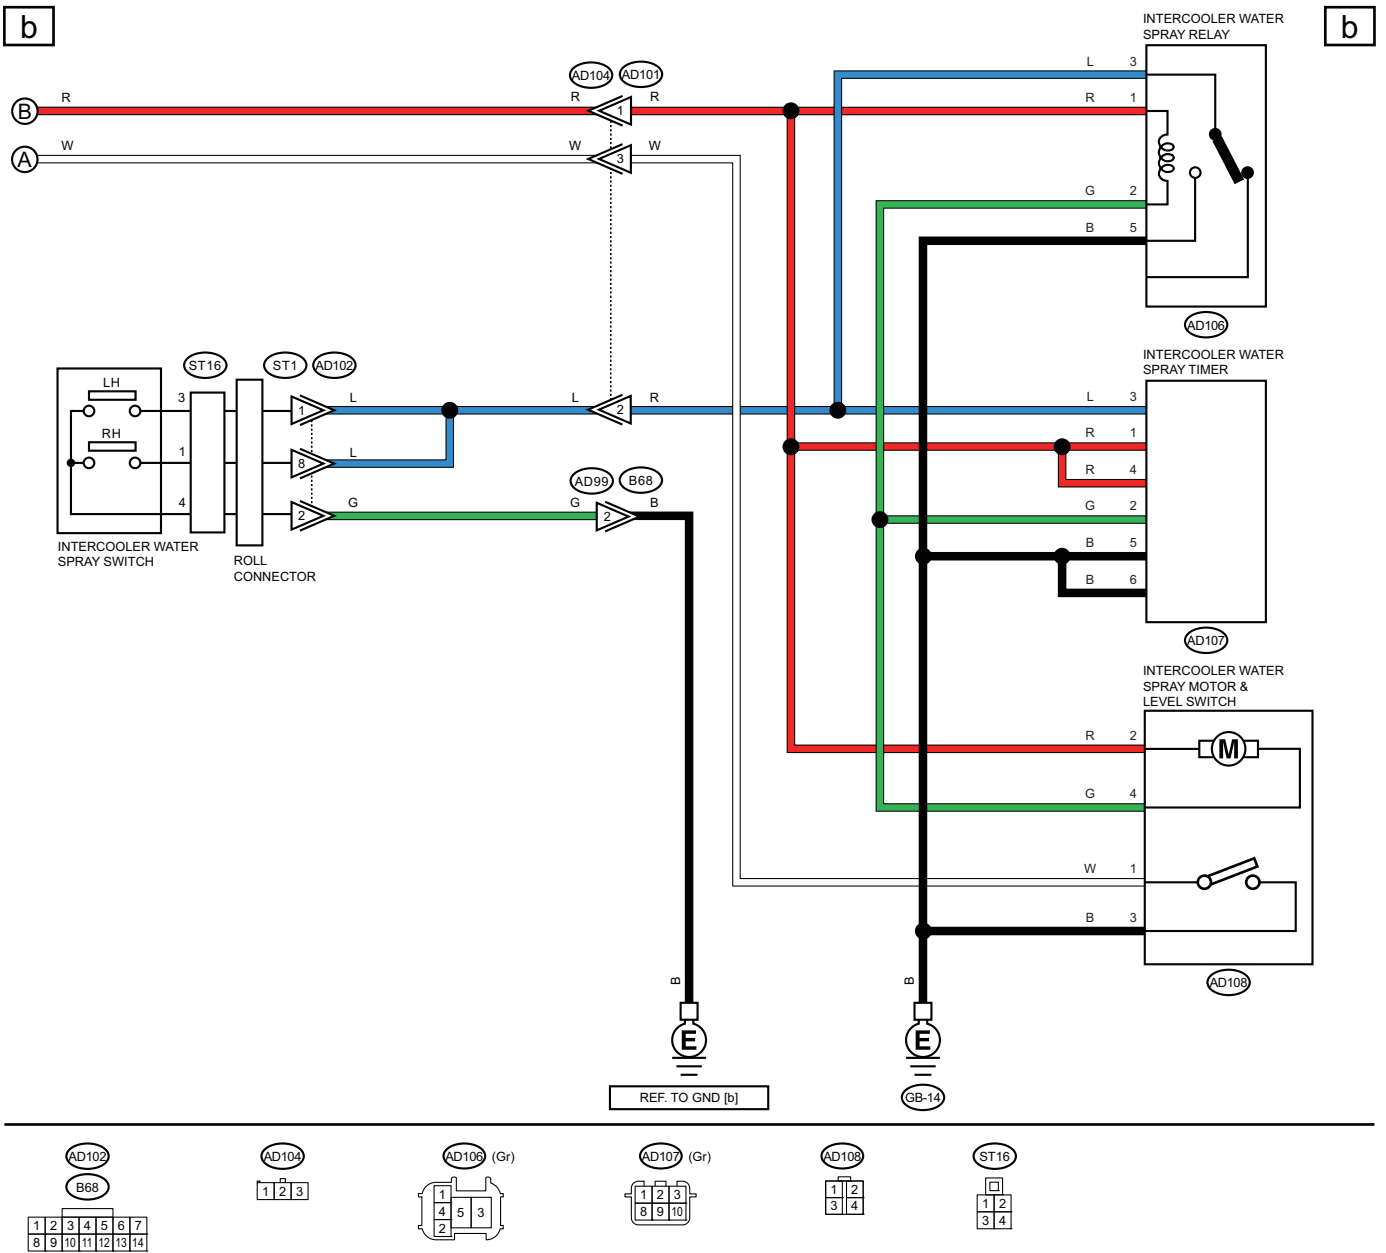 b
b
INTERCOOLER WATER
SPRAY RELAY
AD104 AD101
L 3
B R R 1 R R 1
A W W 3 W
G 2
B 5
AD106
INTERCOOLER WATER
SPRAY TIMER
ST16 ST1 AD102
LH 3 1 L L 2 R L 3
RH 1 8 L
R 1
R 4
AD99 B68
4 2 G G 2 B
G 2
B 5
B 6
INTERCOOLER WATER
SPRAY SWITCH
ROLL
CONNECTOR
AD107
INTERCOOLER WATER
SPRAY MOTOR &
LEVEL SWITCH
R 2 M
G 4
W 1
B 3
B B
AD108
E E
REF. TO GND [b] GB-14
AD102 AD104 AD106 (Gr) AD107 (Gr) AD108 ST16
B68
1 2 3 4 5 6 7
8 9 10 11 12 13 14
1 2 3
1
4 5 3
2
1 2 3
8 9 10
1 2
3 4
1 2
3 4